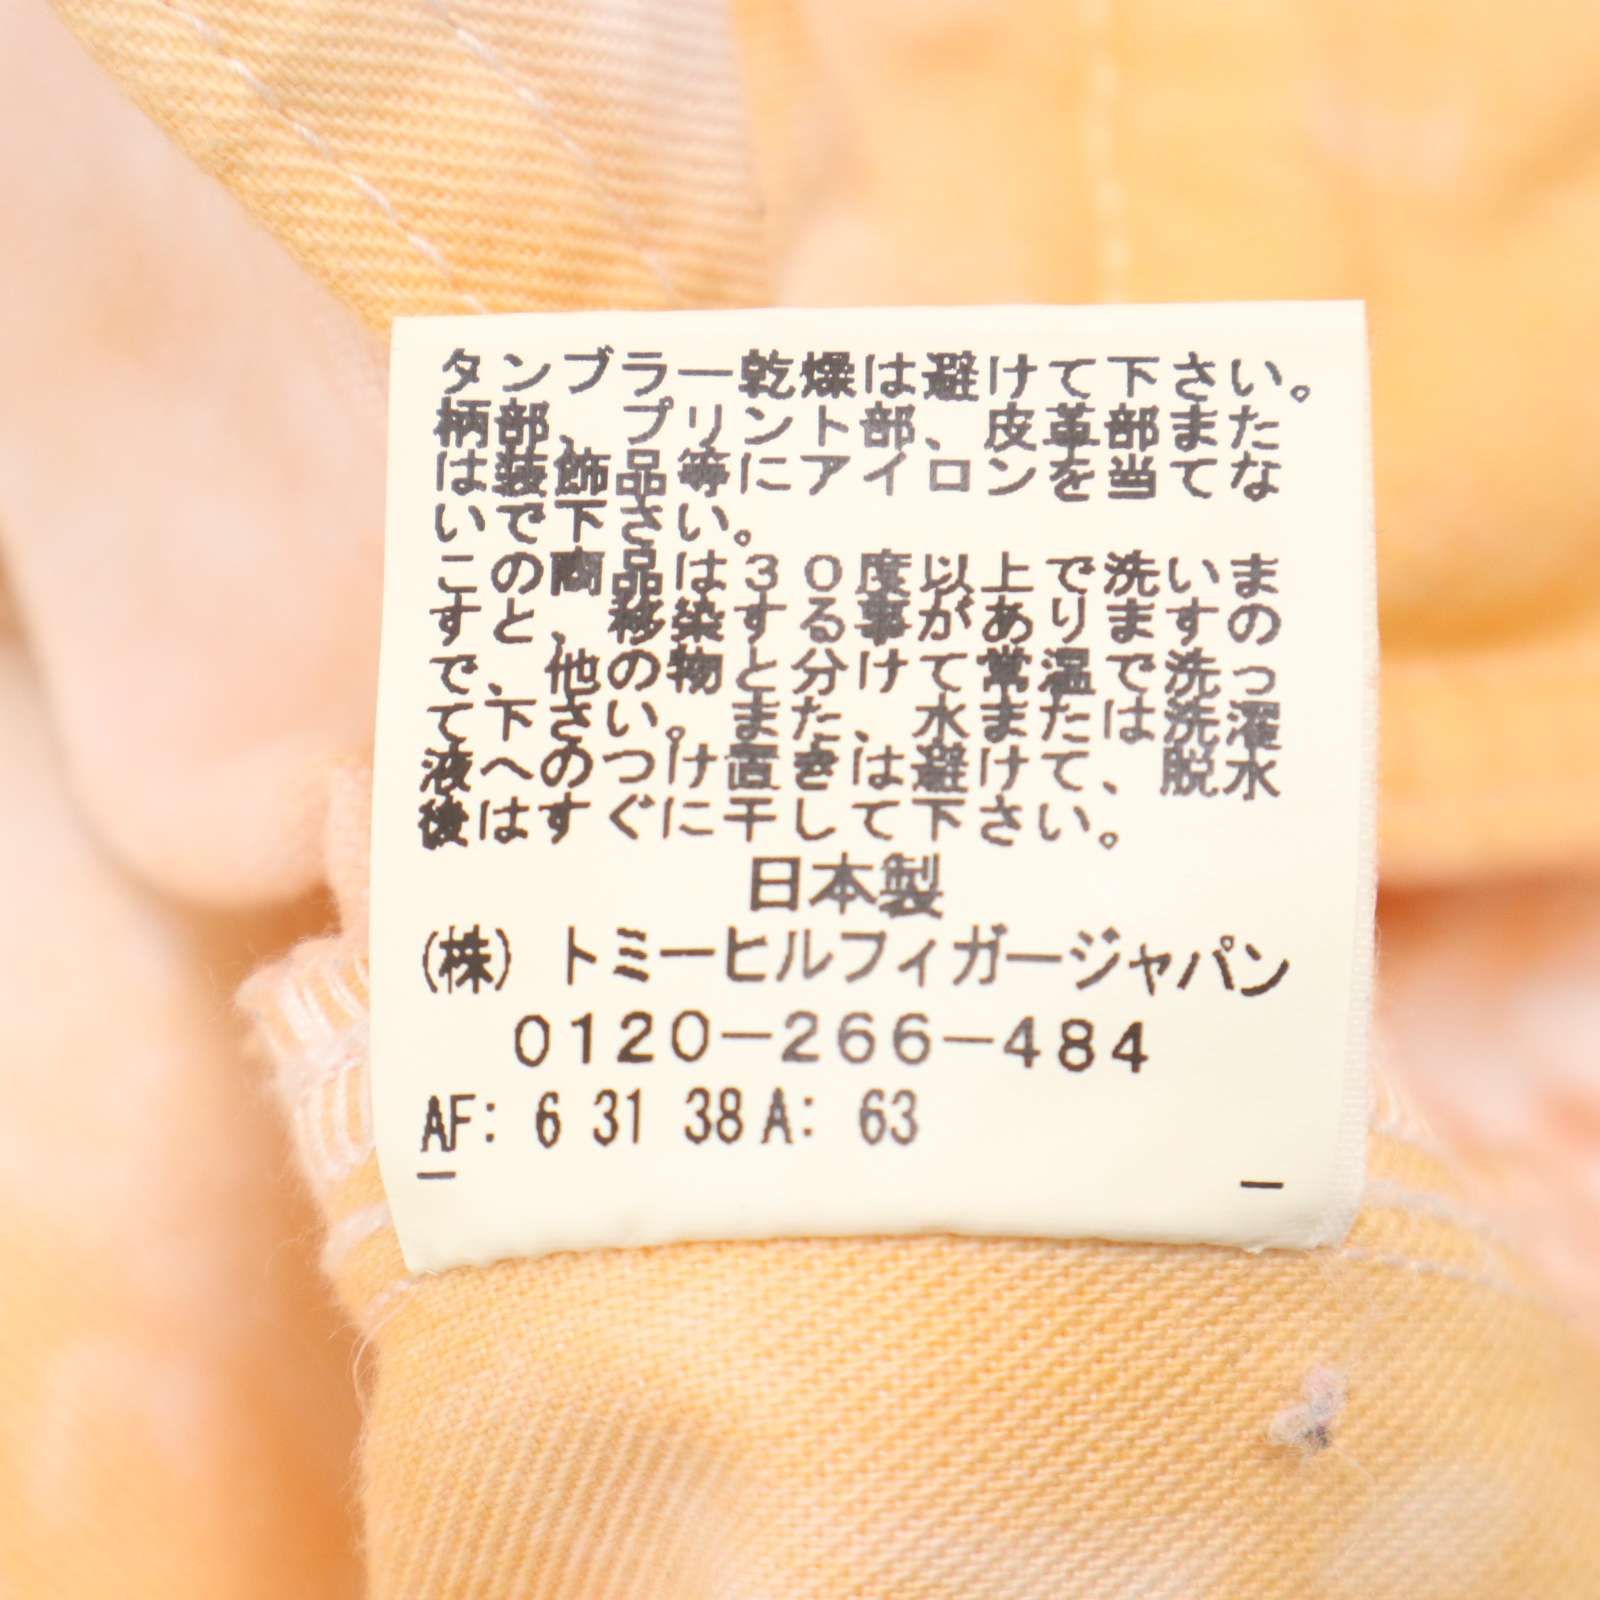 タンブラー乾燥は避けて下さい。
柄部、プリント部、皮革部また
は装飾品等にアイロンを当てな
いで下さい。
この商品は30度以上で洗いま
すと、移染する事がありますの
で、他の物と分けて常温で洗っ
て下さい。また、水または洗濯
液へのつけ置きは避けて、脱水
後はすぐに干して下さい。
日本製
(株)トミーヒルフィガージャパン
0120-266-484
AF: 6 31 38 A: 63